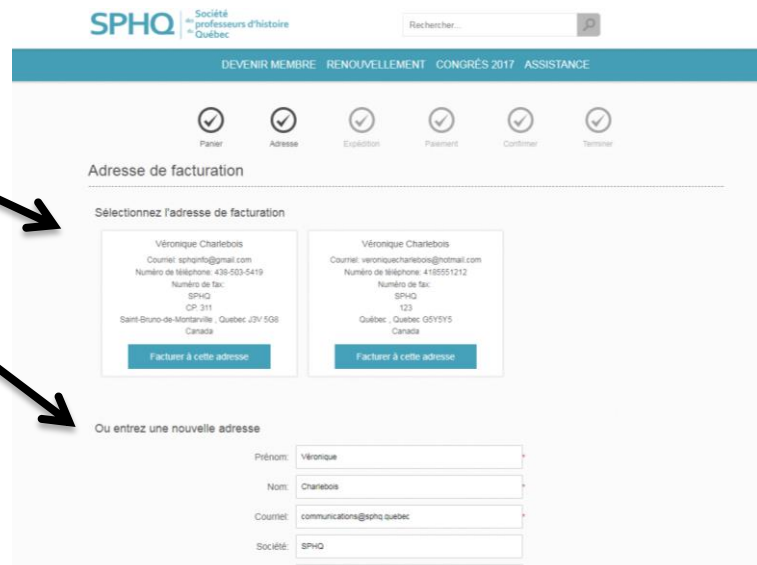 SPHQ
Société
des professeurs d'histoire
du Québec
Rechercher...
DEVENIR MEMBRE RENOUVELLEMENT CONGRÈS 2017 ASSISTANCE
Panier Adresse Expédition Paiement Confirmer Terminer
Adresse de facturation
Sélectionnez l'adresse de facturation
Véronique Charlebois
Courriel: sphqinfo@gmail.com
Numéro de téléphone: 438-503-5419
Numéro de fax:
SPHQ
CP. 311
Saint-Bruno-de-Montarville , Quebec J3V 5G8
Canada
Facturer à cette adresse
Véronique Charlebois
Courriel: veroniquecharlebois@hotmail.com
Numéro de téléphone: 4185551212
Numéro de fax:
SPHQ
123
Québec , Quebec G5Y5Y5
Canada
Facturer à cette adresse
Ou entrez une nouvelle adresse
Prénom: Véronique *
Nom: Charlebois *
Courriel: communications@sphq.quebec *
Société: SPHQ